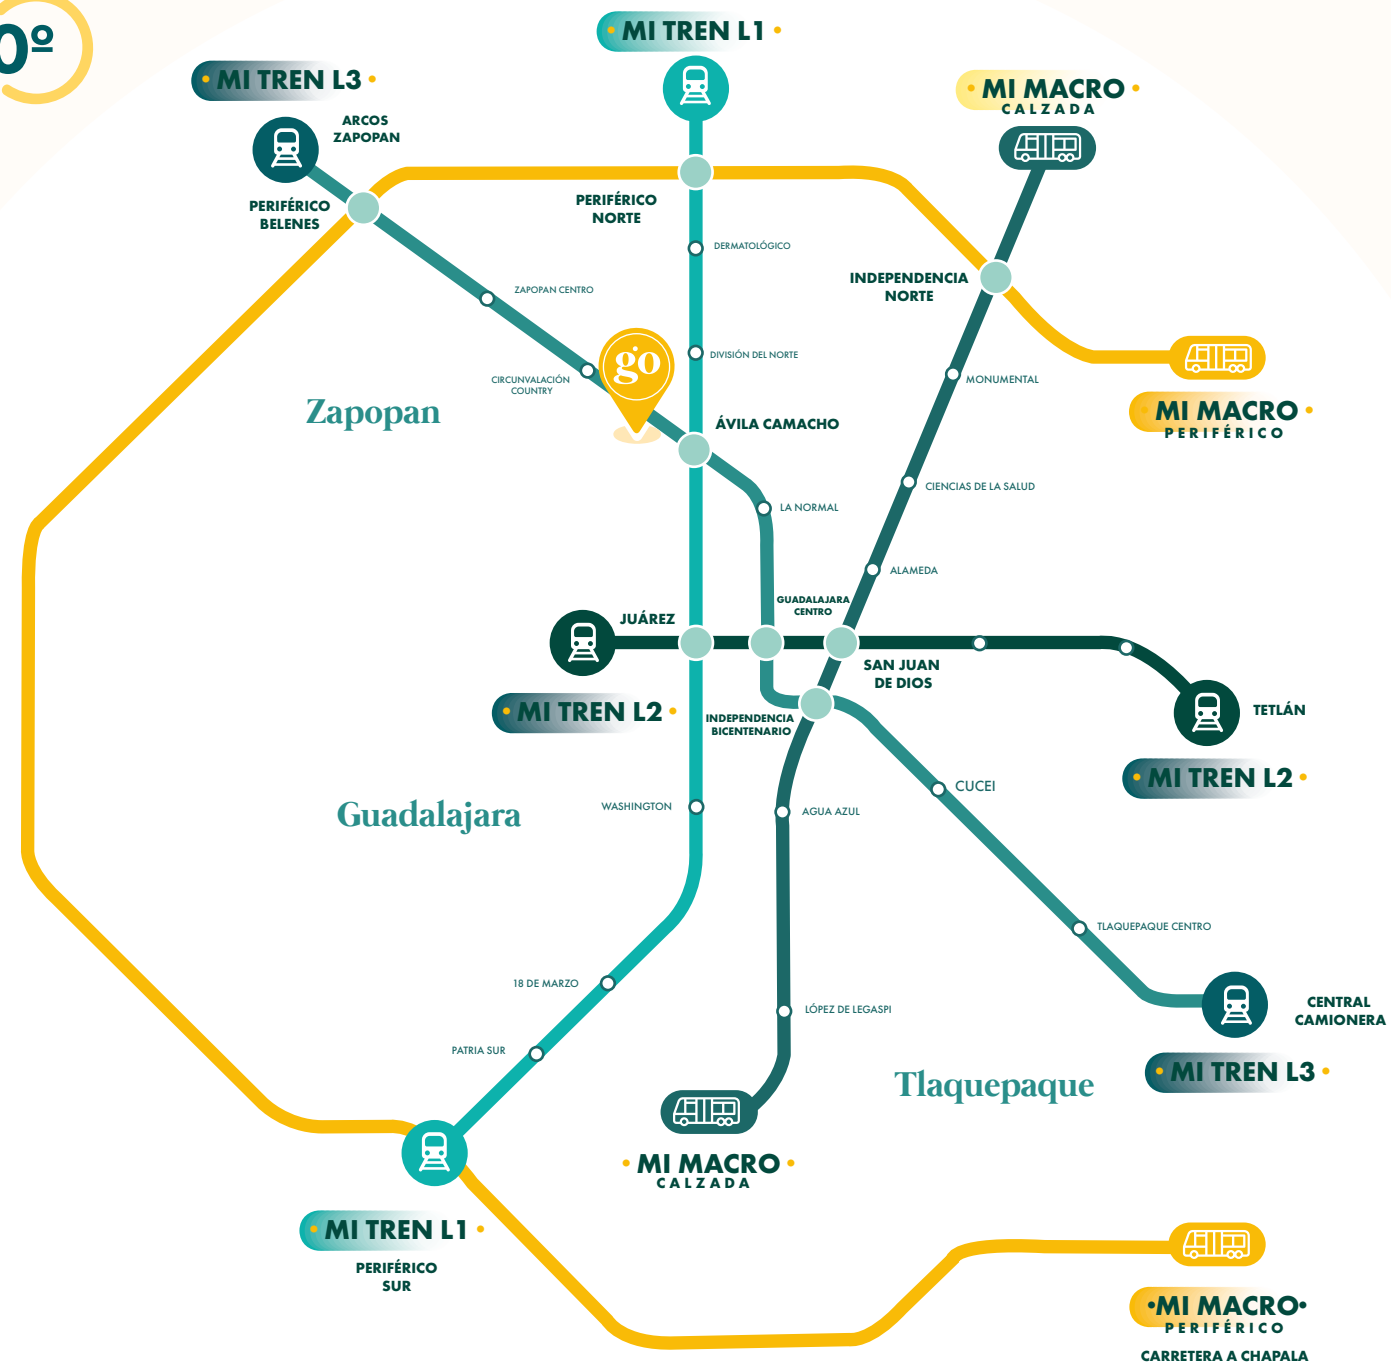 0º
MI TREN L1
MI TREN L3
MI MACRO
CALZADA
ARCOS
ZAPOPAN
PERIFÉRICO
BELENES
PERIFÉRICO
NORTE
DERMATOLÓGICO
INDEPENDENCIA
NORTE
ZAPOPAN CENTRO
DIVISIÓN DEL NORTE
go
CIRCUNVALACIÓN
COUNTRY
MONUMENTAL
Zapopan
MI MACRO
PERIFÉRICO
ÁVILA CAMACHO
CIENCIAS DE LA SALUD
LA NORMAL
ALAMEDA
GUADALAJARA
CENTRO
JUÁREZ
SAN JUAN
DE DIOS
MI TREN L2
INDEPENDENCIA
BICENTENARIO
TETLÁN
MI TREN L2
CUCEI
Guadalajara
WASHINGTON
AGUA AZUL
TLAQUEPAQUE CENTRO
18 DE MARZO
LÓPEZ DE LEGASPI
CENTRAL
CAMIONERA
PATRIA SUR
Tlaquepaque
MI TREN L3
MI MACRO
CALZADA
MI TREN L1
PERIFÉRICO
SUR
MI MACRO
PERIFÉRICO
CARRETERA A CHAPALA